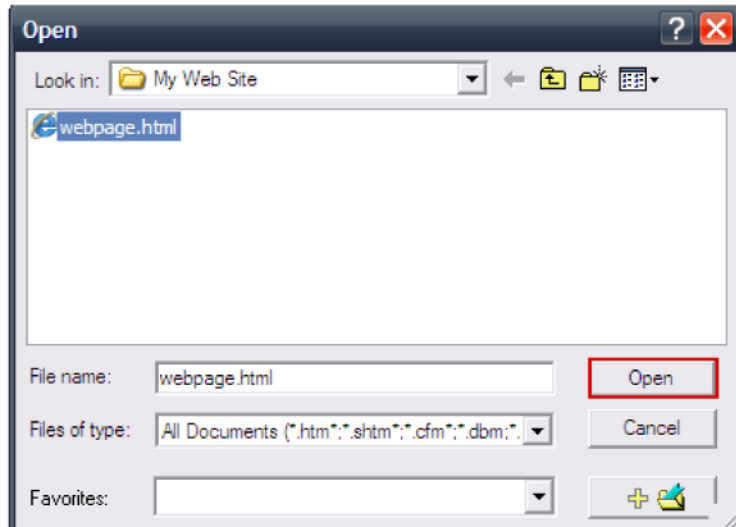 Open
Look in: My Web Site
webpage.html
File name: webpage.html Open
Files of type: All Documents (*.htm*;*.shtm*;*.cfm*;*.dbm;*. Cancel
Favorites: